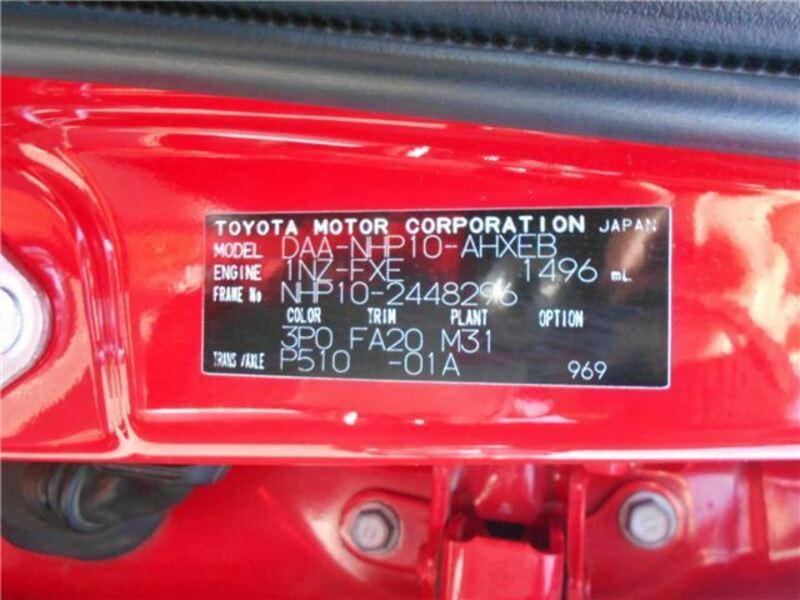 TOYOTA MOTOR CORPORATION JAPAN
MODEL DAA-NHP10-AHXEB
ENGINE 1NZ-FXE 1496 mL
FRAME No NHP10-2448296
COLOR TRIM PLANT OPTION
3P0 FA20 M31
TRANS/AXLE P510 -01A 969